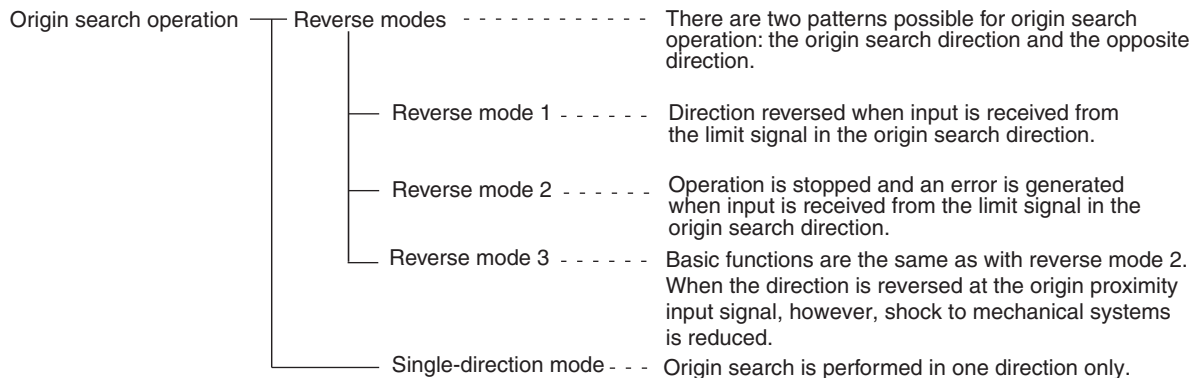 Origin search operation Reverse modes There are two patterns possible for origin search
operation: the origin search direction and the opposite
direction.
Reverse mode 1 Direction reversed when input is received from
the limit signal in the origin search direction.
Reverse mode 2 Operation is stopped and an error is generated
when input is received from the limit signal in the
origin search direction.
Reverse mode 3 Basic functions are the same as with reverse mode 2.
When the direction is reversed at the origin proximity
input signal, however, shock to mechanical systems
is reduced.
Single-direction mode Origin search is performed in one direction only.